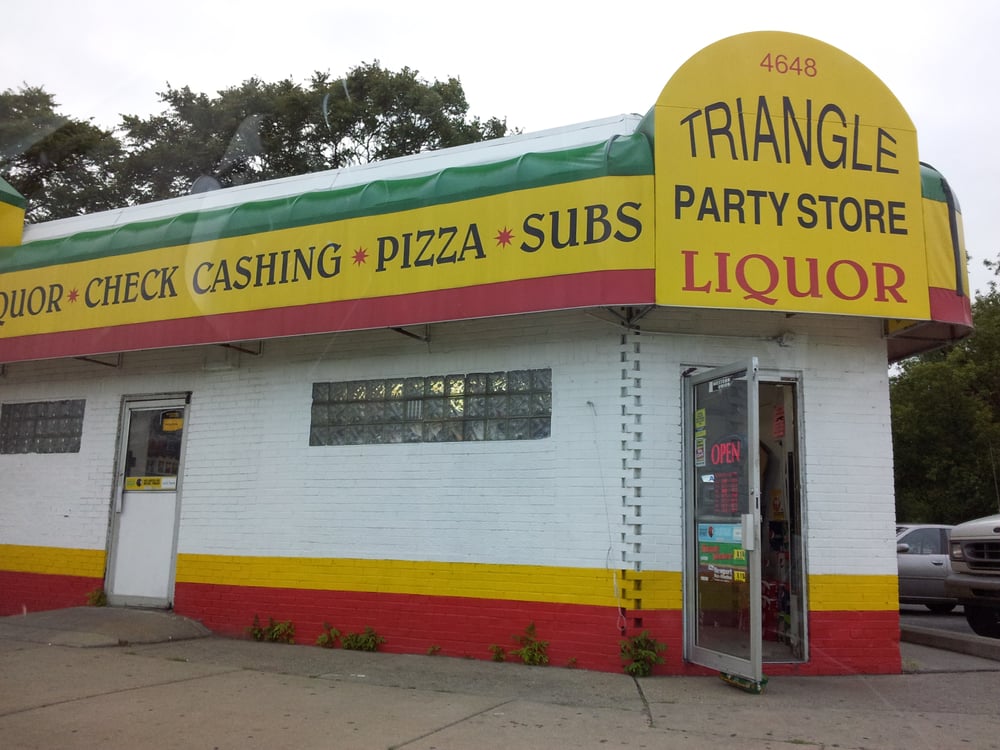 4648
TRIANGLE
PARTY STORE
LIQUOR
QUOR * CHECK CASHING * PIZZA * SUBS
OPEN